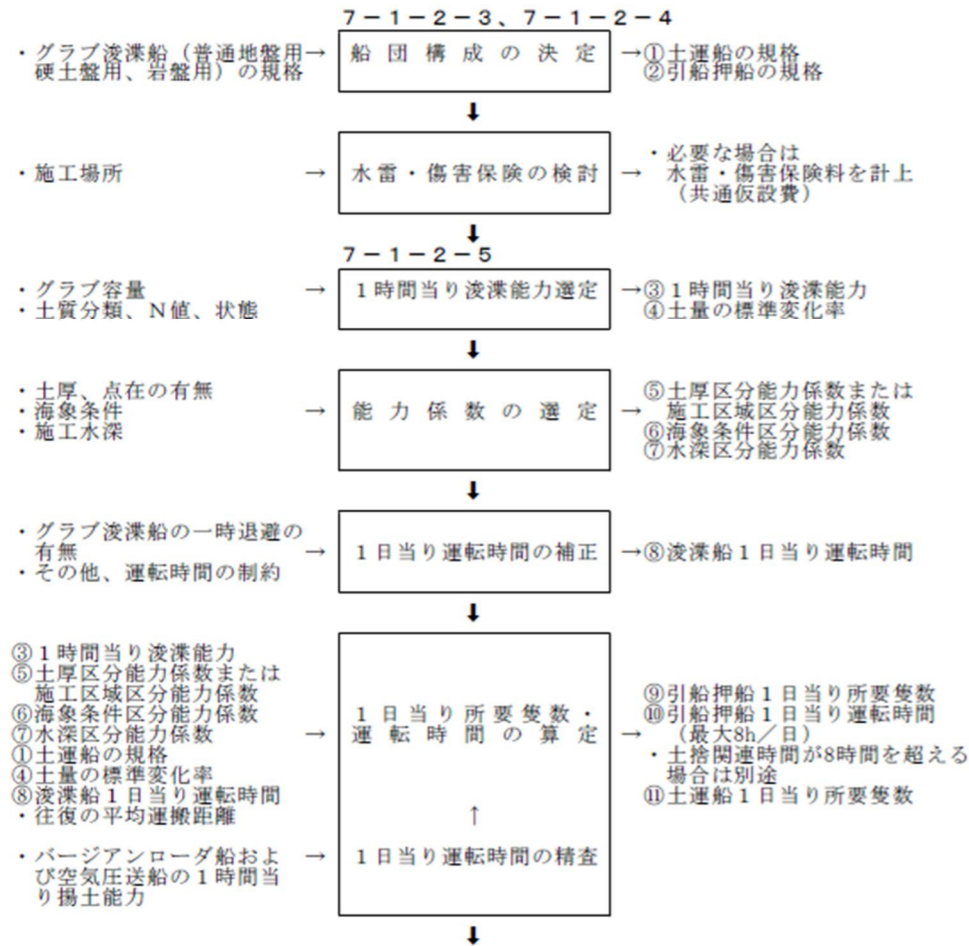 ７－１－２－３、７－１－２－４
・グラブ浚渫船（普通地盤用→
硬土盤用、岩盤用）の規格
船団構成の決定
→①土運船の規格
②引船押船の規格
⬇
・施工場所
→
水雷・傷害保険の検討
→
・必要な場合は
水雷・傷害保険料を計上
（共通仮設費）
⬇
７－１－２－５
・グラブ容量
→
・土質分類、Ｎ値、状態
１時間当り浚渫能力選定
→③１時間当り浚渫能力
④土量の標準変化率
⬇
・土厚、点在の有無
・海象条件
→
・施工水深
能力係数の選定
→
⑤土厚区分能力係数または
施工区域区分能力係数
⑥海象条件区分能力係数
⑦水深区分能力係数
⬇
・グラブ浚渫船の一時退避の
有無
→
・その他、運転時間の制約
１日当り運転時間の補正
→⑧浚渫船１日当り運転時間
⬇
③１時間当り浚渫能力
⑤土厚区分能力係数または
施工区域区分能力係数
⑥海象条件区分能力係数
⑦水深区分能力係数
→
①土運船の規格
④土量の標準変化率
⑧浚渫船１日当り運転時間
・往復の平均運搬距離
１日当り所要隻数・
運転時間の算定
→
⑨引船押船１日当り所要隻数
⑩引船押船１日当り運転時間
（最大8h／日）
・土捨関連時間が8時間を超える
場合は別途
⑪土運船１日当り所要隻数
↑
・バージアンローダ船およ
び空気圧送船の１時間当
り揚土能力
→
１日当り運転時間の精査
⬇